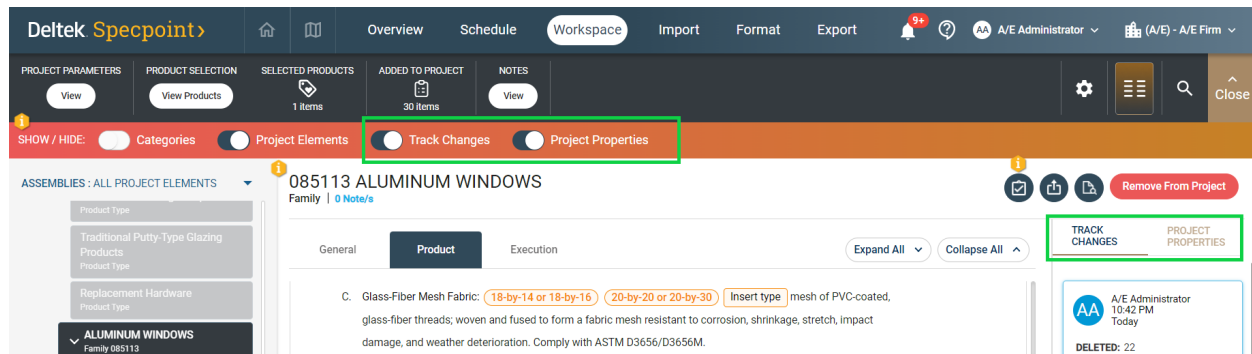 Deltek Specpoint Overview Schedule Workspace Import Format Export 9+ AA A/E Administrator (A/E) - A/E Firm
PROJECT PARAMETERS PRODUCT SELECTION SELECTED PRODUCTS ADDED TO PROJECT NOTES
View View Products 1 items 30 items View Close
SHOW / HIDE: Categories Project Elements Track Changes Project Properties
ASSEMBLIES : ALL PROJECT ELEMENTS
Product Type
Traditional Putty-Type Glazing
Products
Product Type
Replacement Hardware
Product Type
ALUMINUM WINDOWS
Family 085113
085113 ALUMINUM WINDOWS
Family | 0 Note/s
Remove From Project
General Product Execution Expand All Collapse All
C. Glass-Fiber Mesh Fabric: 18-by-14 or 18-by-16 20-by-20 or 20-by-30 Insert type mesh of PVC-coated,
glass-fiber threads; woven and fused to form a fabric mesh resistant to corrosion, shrinkage, stretch, impact
damage, and weather deterioration. Comply with ASTM D3656/D3656M.
TRACK
CHANGES
PROJECT
PROPERTIES
AA
A/E Administrator
10:42 PM
Today
DELETED: 22